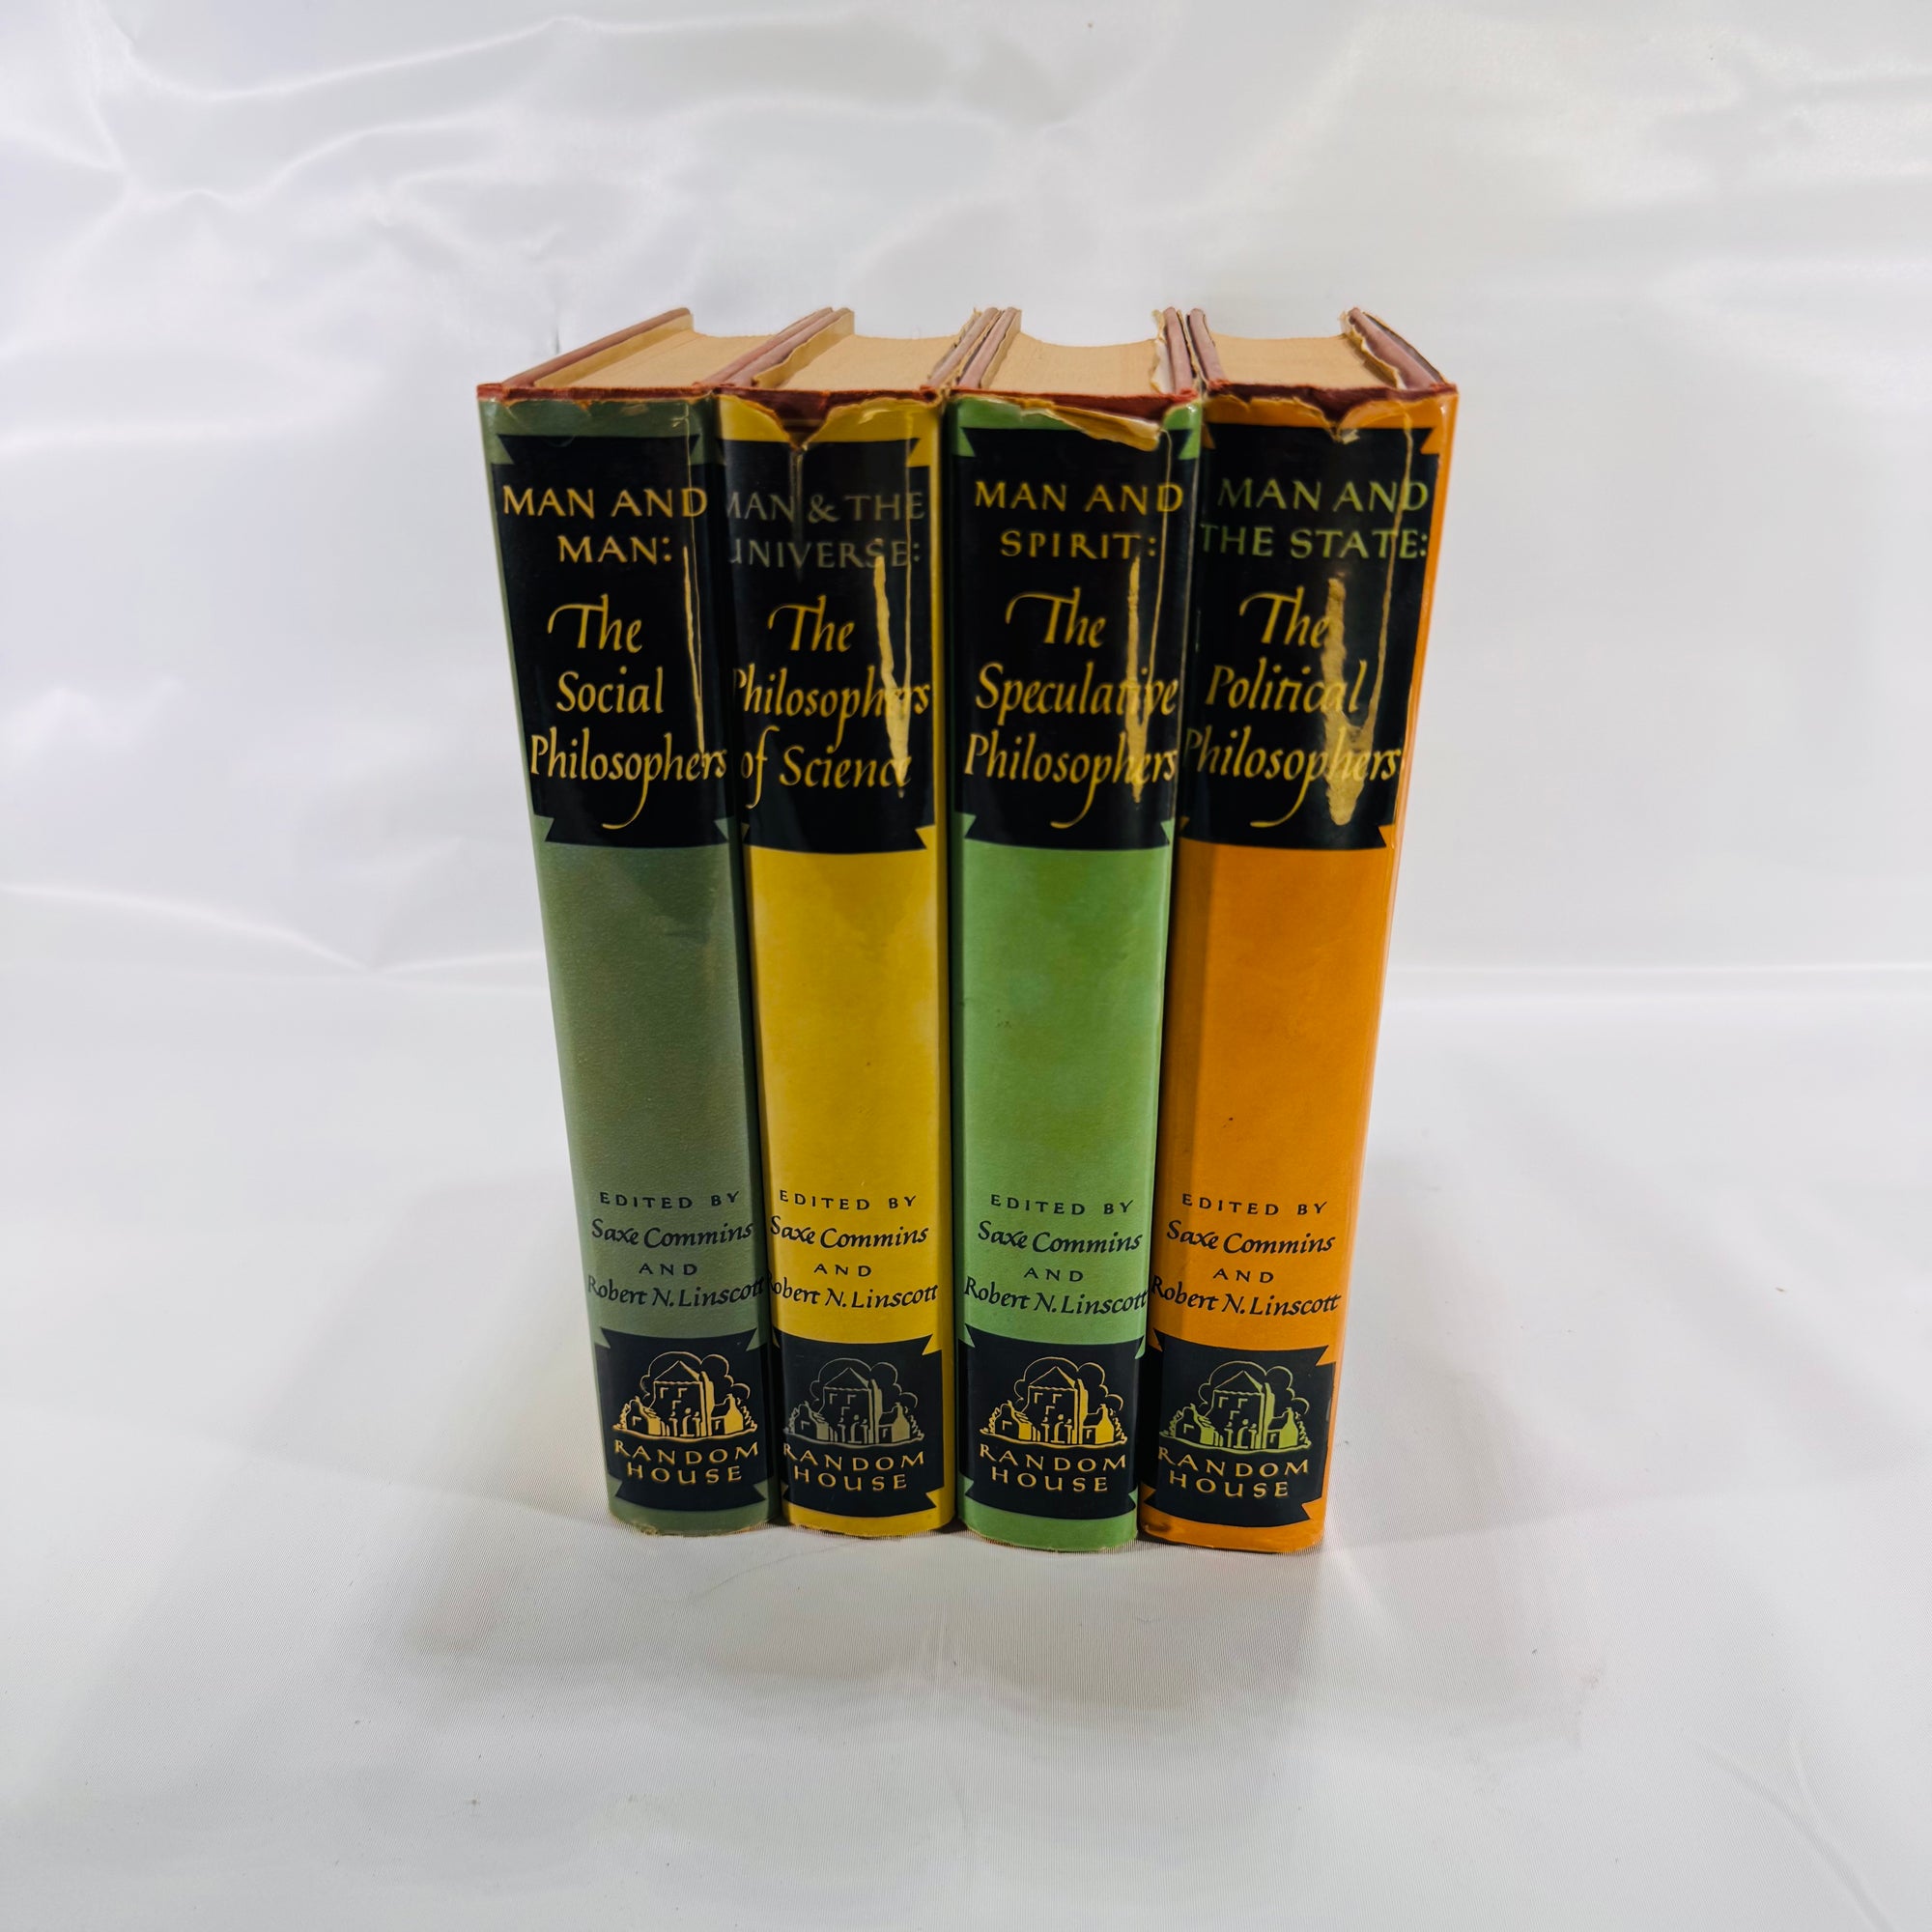 MAN AND
MAN:
The
Social
Philosophers
EDITED BY
Saxe Commins
AND
Robert N. Linscott
RANDOM
HOUSE
MAN & THE
UNIVERSE:
The
Philosophers
of Science
EDITED BY
Saxe Commins
AND
Robert N. Linscott
RANDOM
HOUSE
MAN AND
SPIRIT:
The
Speculative
Philosophers
EDITED BY
Saxe Commins
AND
Robert N. Linscott
RANDOM
HOUSE
MAN AND
THE STATE:
The
Political
Philosophers
EDITED BY
Saxe Commins
AND
Robert N. Linscott
RANDOM
HOUSE